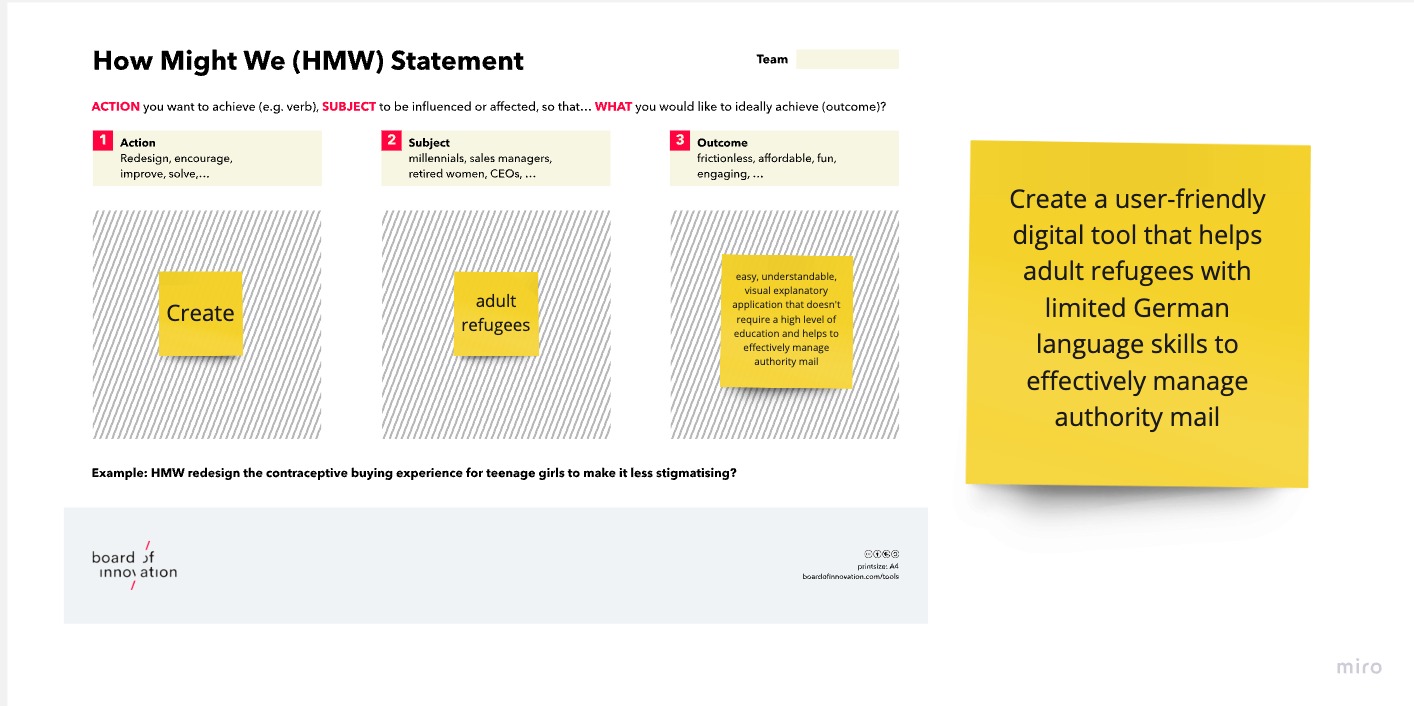 How Might We (HMW) Statement
Team
ACTION you want to achieve (e.g. verb), SUBJECT to be influenced or affected, so that... WHAT you would like to ideally achieve (outcome)?
1 Action
Redesign, encourage,
improve, solve,...
2 Subject
millennials, sales managers,
retired women, CEOs, ...
3 Outcome
frictionless, affordable, fun,
engaging, ...
Create
adult
refugees
easy, understandable,
visual explanatory
application that doesn't
require a high level of
education and helps to
effectively manage
authority mail
Example: HMW redesign the contraceptive buying experience for teenage girls to make it less stigmatising?
board of
innovation
printsize: A4
boardofinnovation.com/tools
Create a user-friendly
digital tool that helps
adult refugees with
limited German
language skills to
effectively manage
authority mail
miro